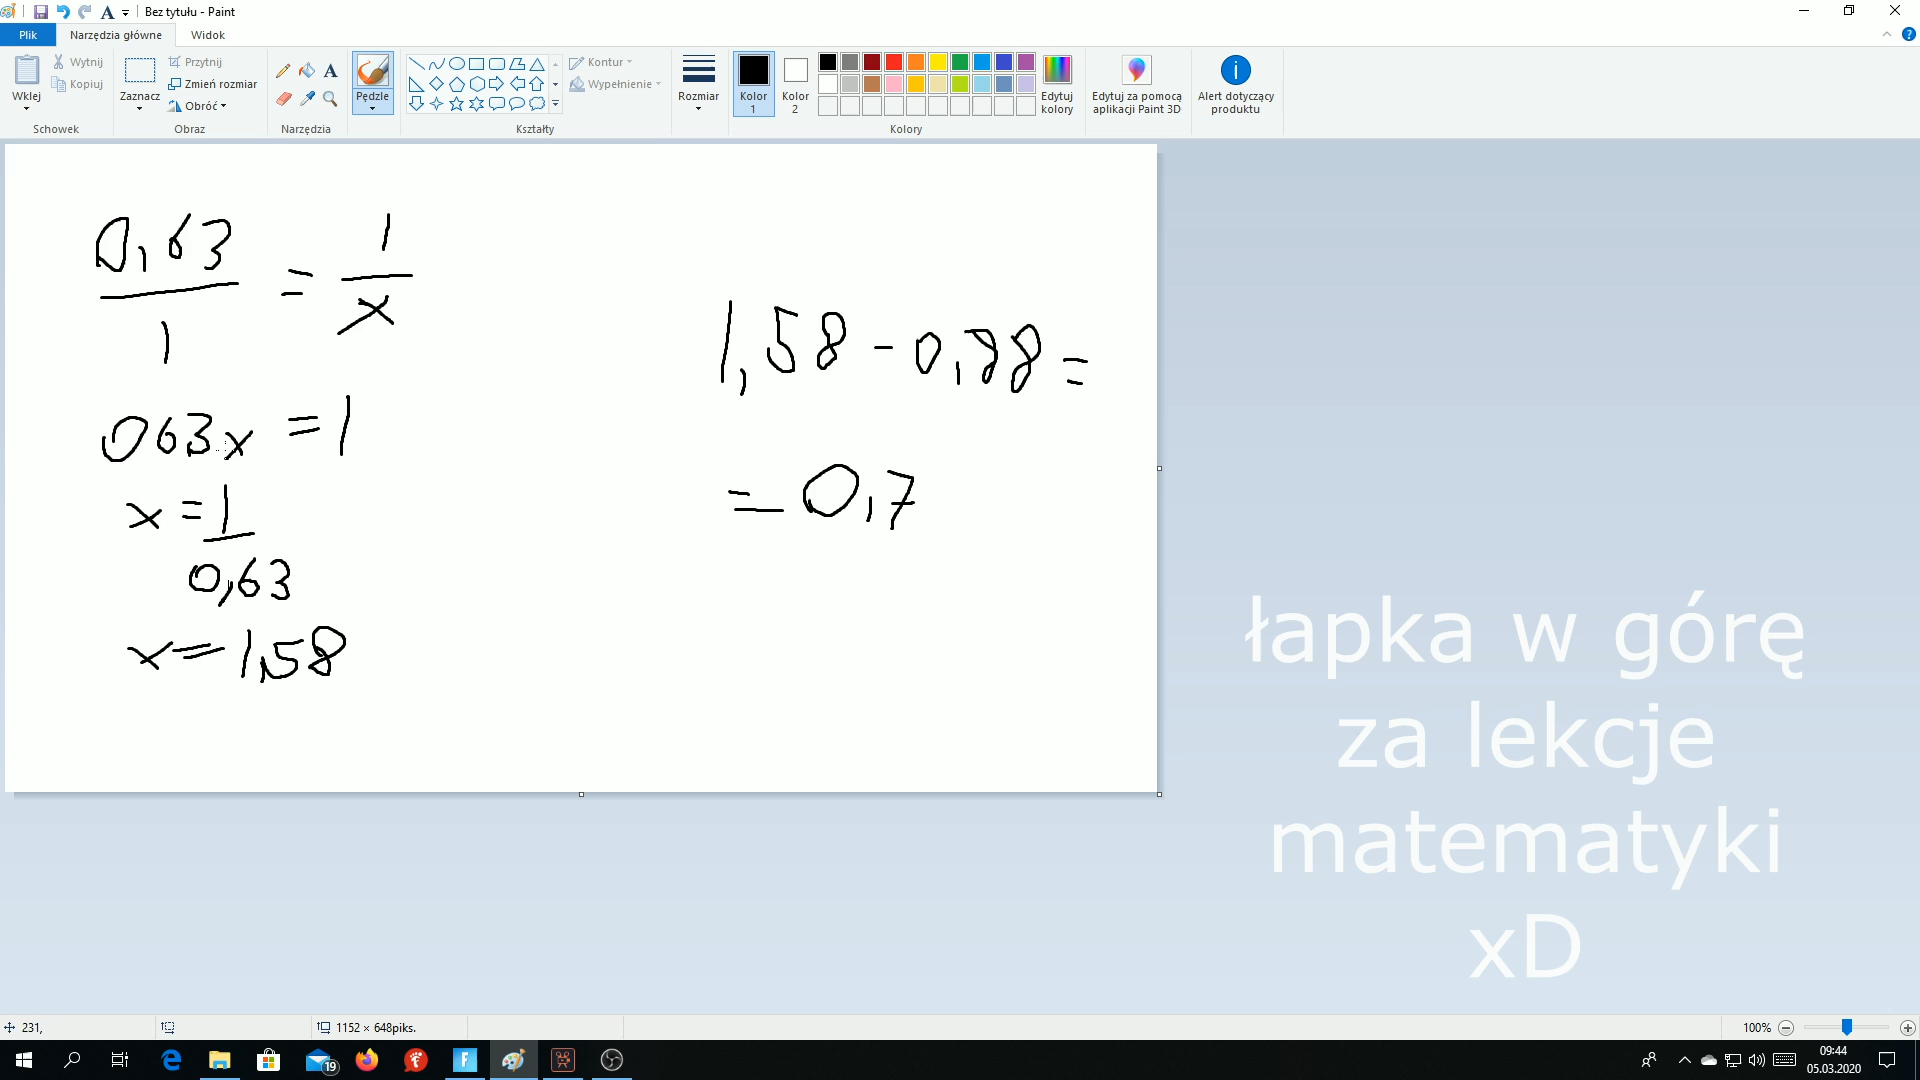 Bez tytułu - Paint
Plik Narzędzia główne Widok
Wklej
Wytnij
Kopiuj
Schowek
Zaznacz
Przytnij
Zmień rozmiar
Obróć
Obraz
Narzędzia
Pędzle
Kontur
Wypełnienie
Kształty
Rozmiar
Kolor 1
Kolor 2
Edytuj kolory
Kolory
Edytuj za pomocą aplikacji Paint 3D
Alert dotyczący produktu
0,63 / 1 = 1 / x
063x = 1
x = 1 / 0,63
x = 1,58
1,58 - 0,88 =
= 0,7
łapka w górę
za lekcje
matematyki
xD
231,
1152 × 648piks.
100%
19
09:44
05.03.2020